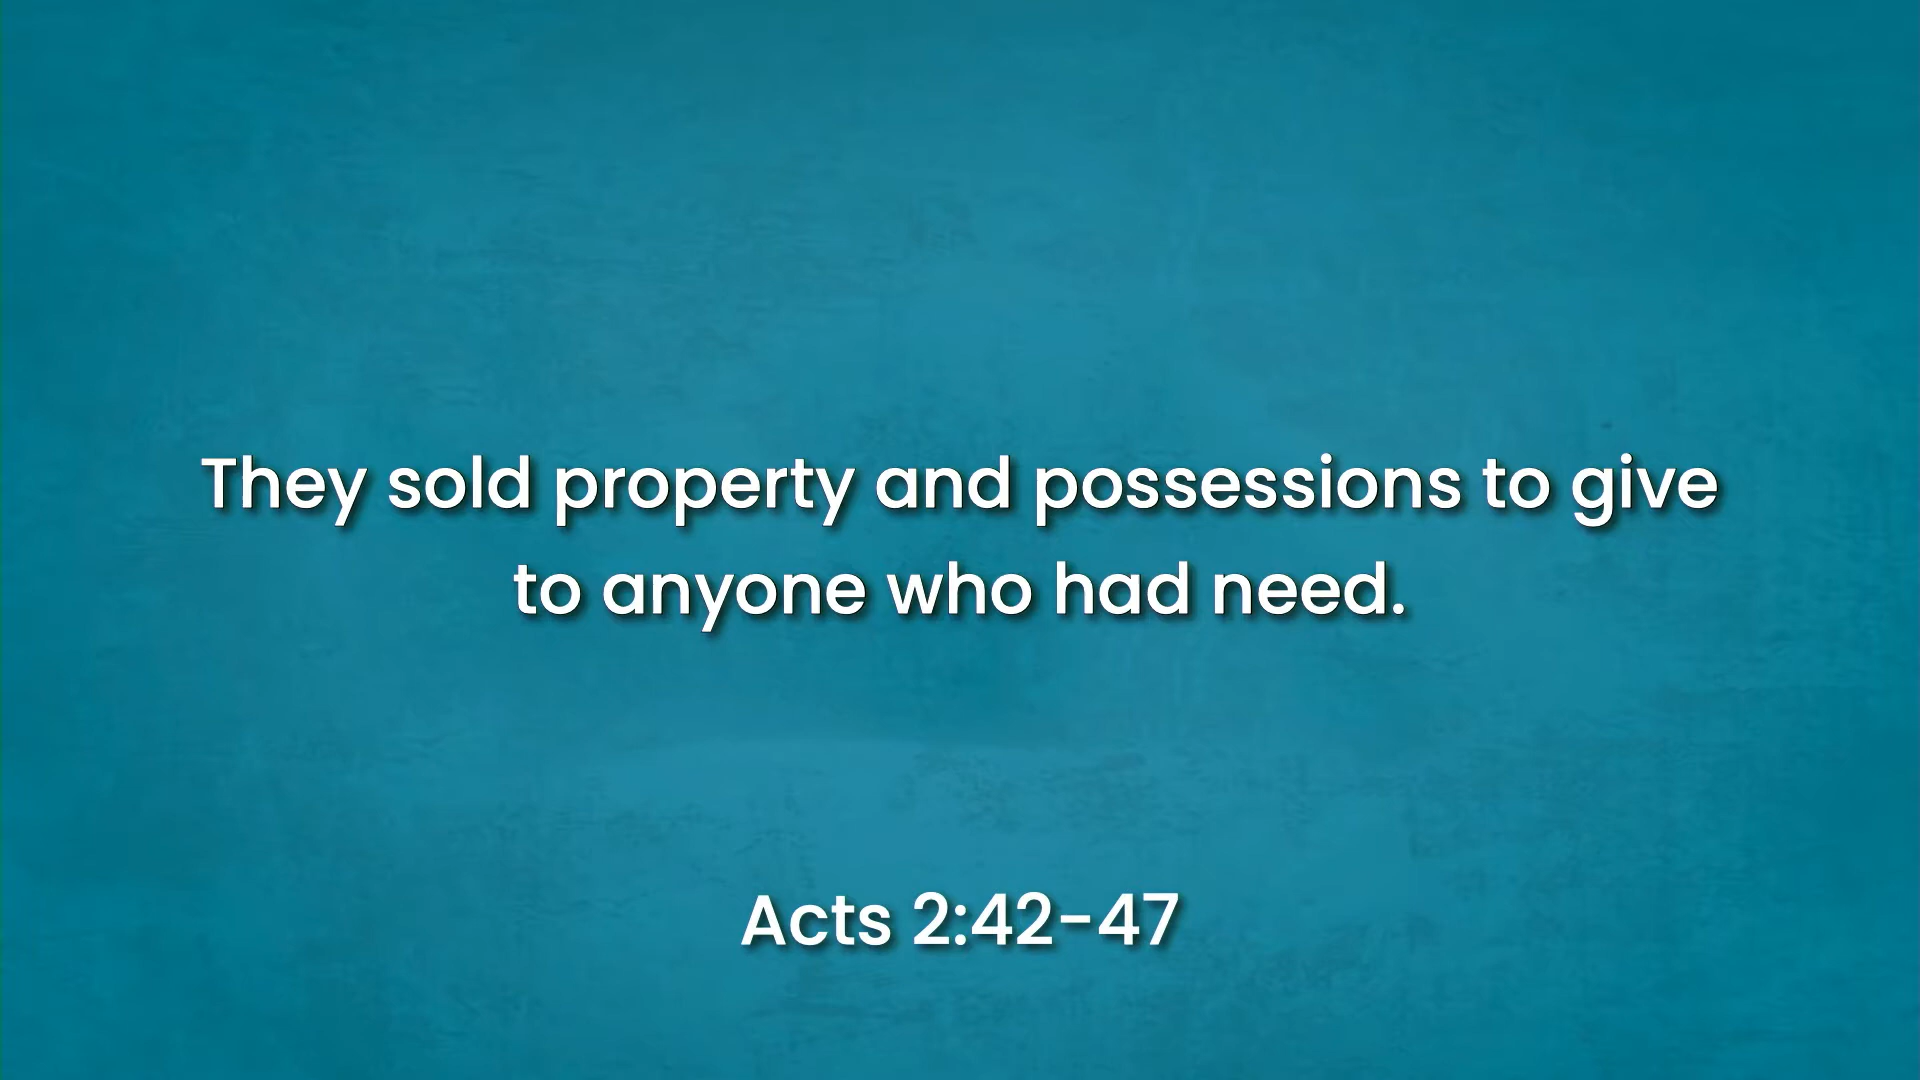 They sold property and possessions to give
to anyone who had need.
Acts 2:42-47